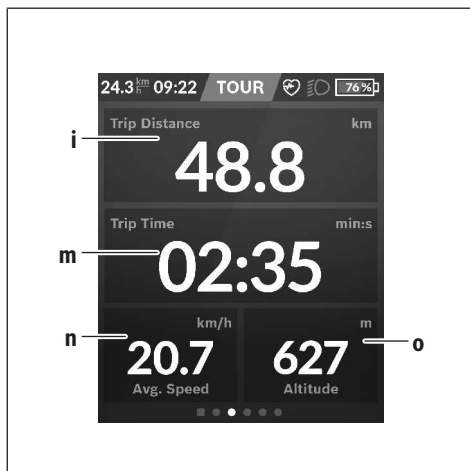 24.3 km/h 09:22 TOUR 76 %
Trip Distance km
i
48.8
Trip Time min:s
m
02:35
km/h m
n 20.7 627 o
Avg. Speed Altitude